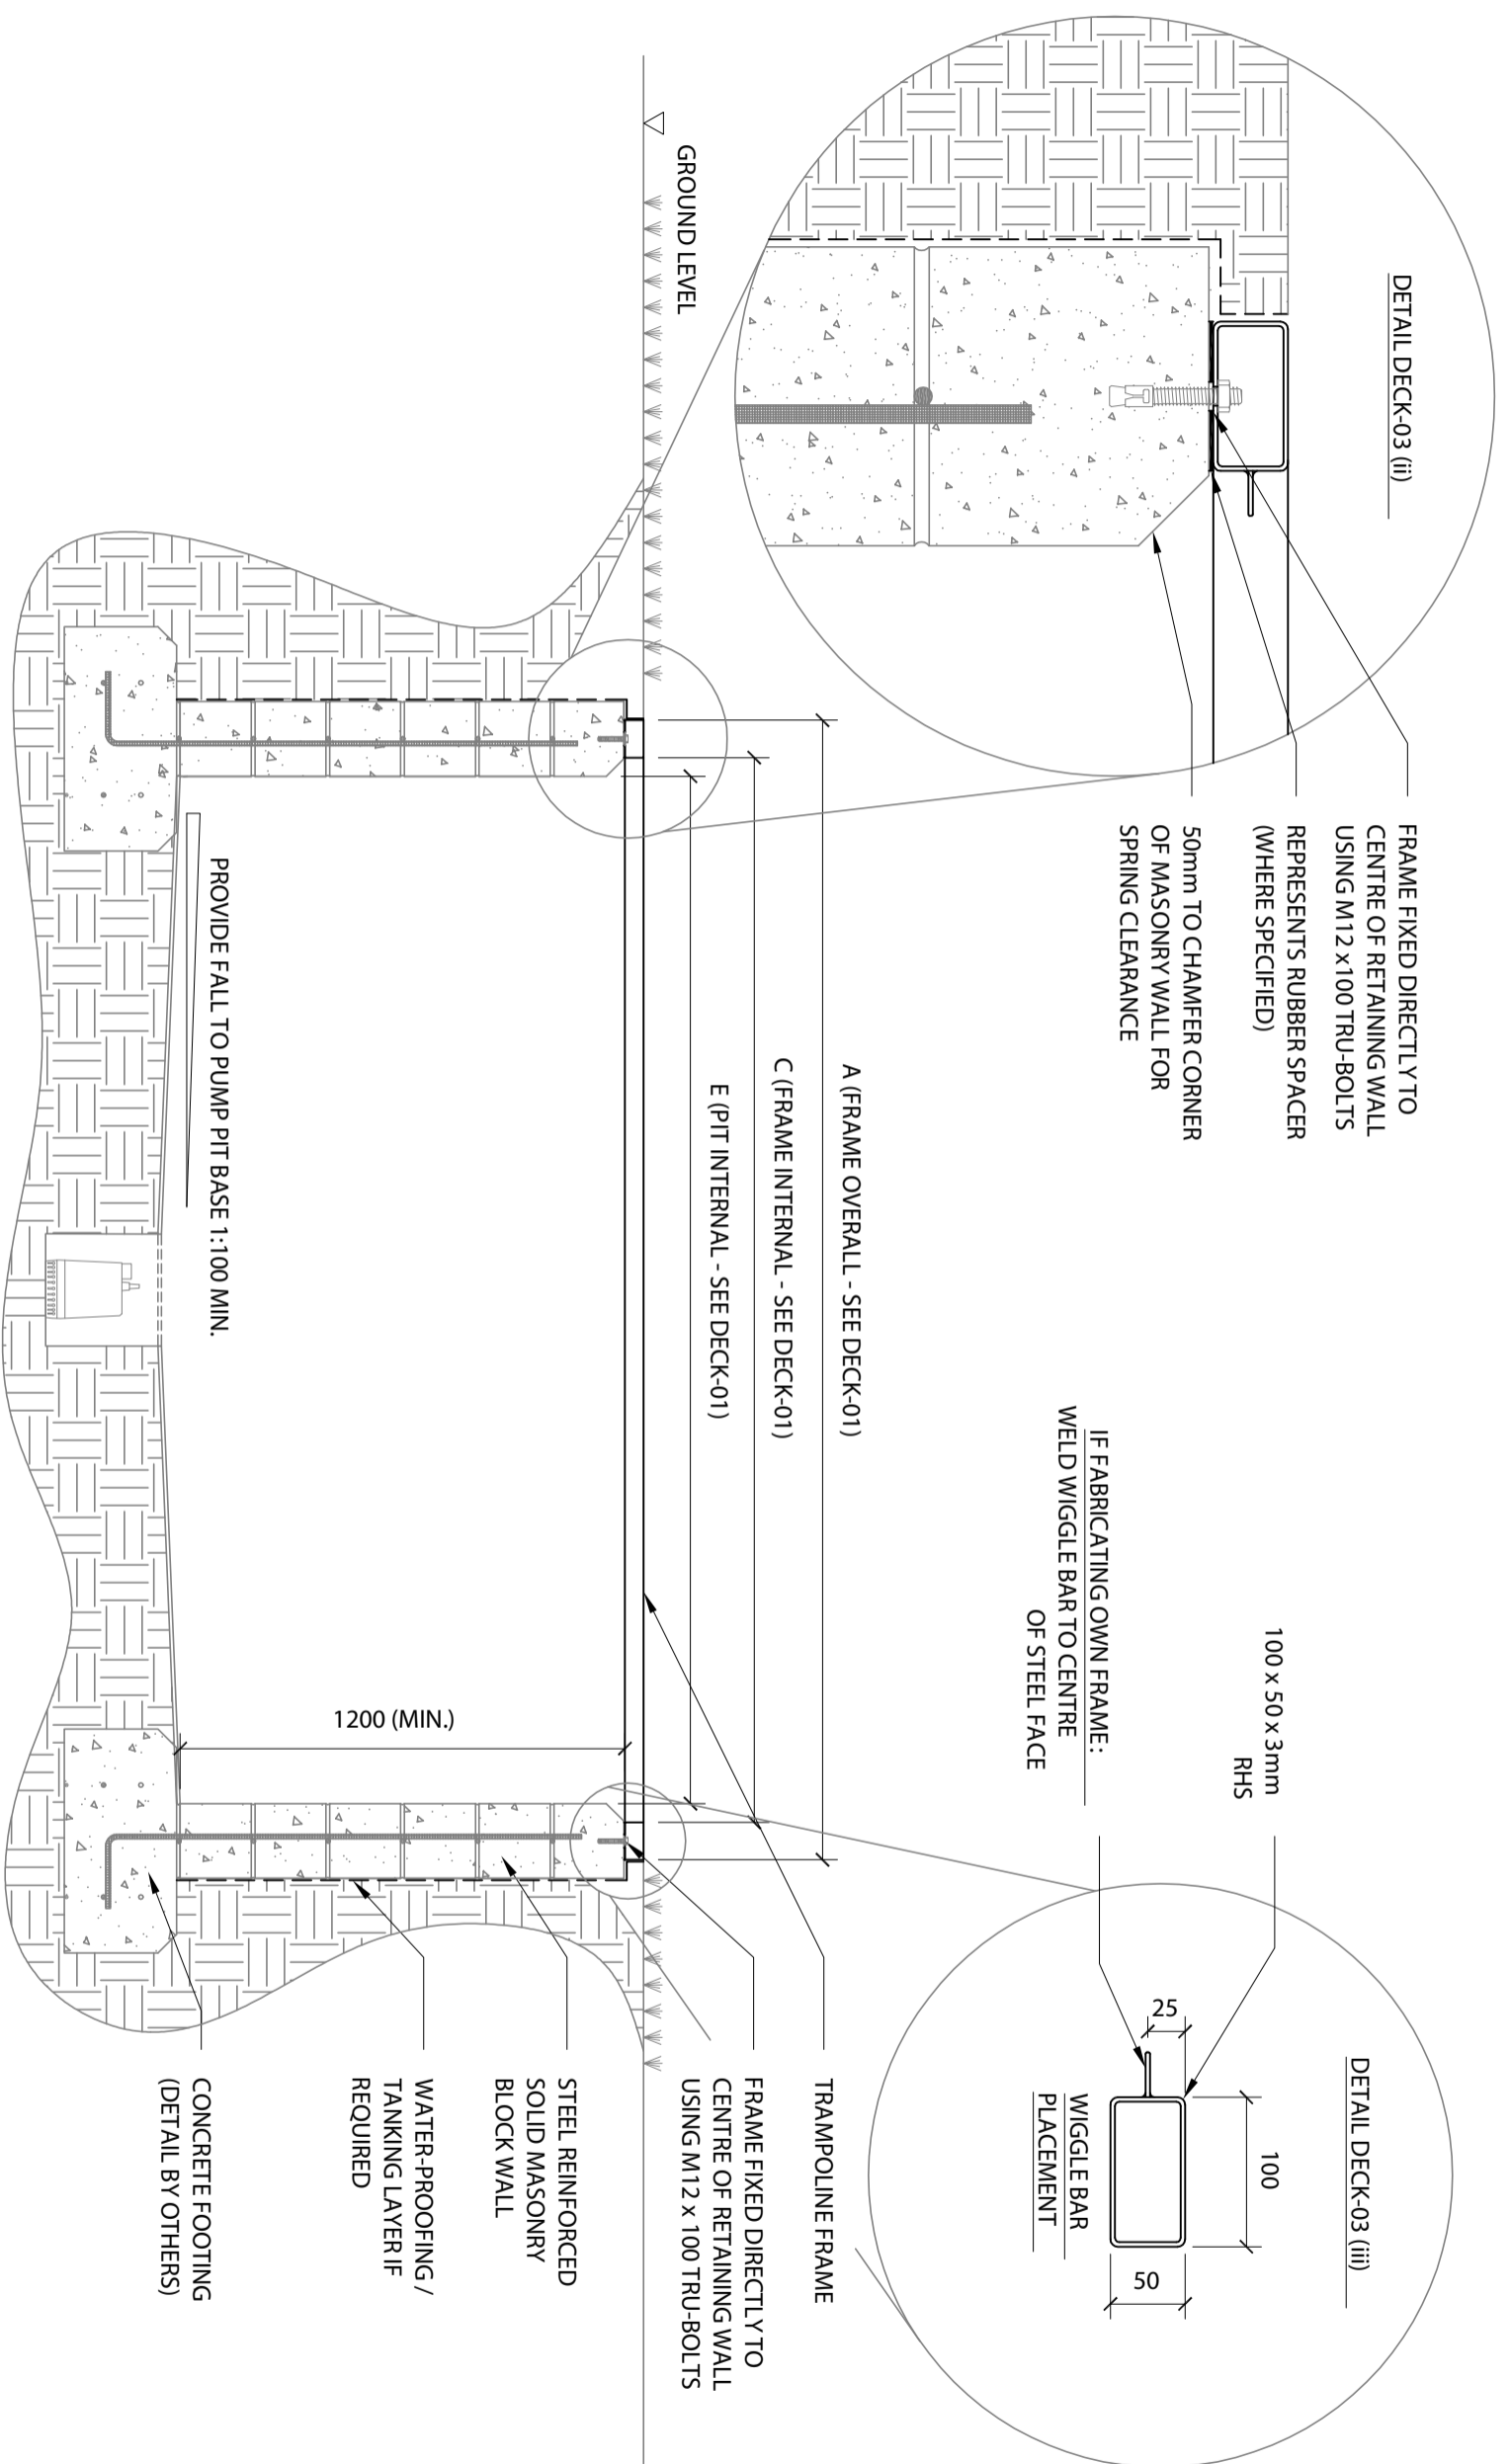 DETAIL DECK-03 (ii)
FRAME FIXED DIRECTLY TO
CENTRE OF RETAINING WALL
USING M12 x100 TRU-BOLTS
REPRESENTS RUBBER SPACER
(WHERE SPECIFIED)
50mm TO CHAMFER CORNER
OF MASONRY WALL FOR
SPRING CLEARANCE
100 x 50 x 3mm
RHS
IF FABRICATING OWN FRAME:
WELD WIGGLE BAR TO CENTRE
OF STEEL FACE
DETAIL DECK-03 (iii)
100
25
50
WIGGLE BAR
PLACEMENT
GROUND LEVEL
A (FRAME OVERALL - SEE DECK-01)
C (FRAME INTERNAL - SEE DECK-01)
E (PIT INTERNAL - SEE DECK-01)
1200 (MIN.)
PROVIDE FALL TO PUMP PIT BASE 1:100 MIN.
TRAMPOLINE FRAME
FRAME FIXED DIRECTLY TO
CENTRE OF RETAINING WALL
USING M12 x 100 TRU-BOLTS
STEEL REINFORCED
SOLID MASONRY
BLOCK WALL
WATER-PROOFING /
TANKING LAYER IF
REQUIRED
CONCRETE FOOTING
(DETAIL BY OTHERS)